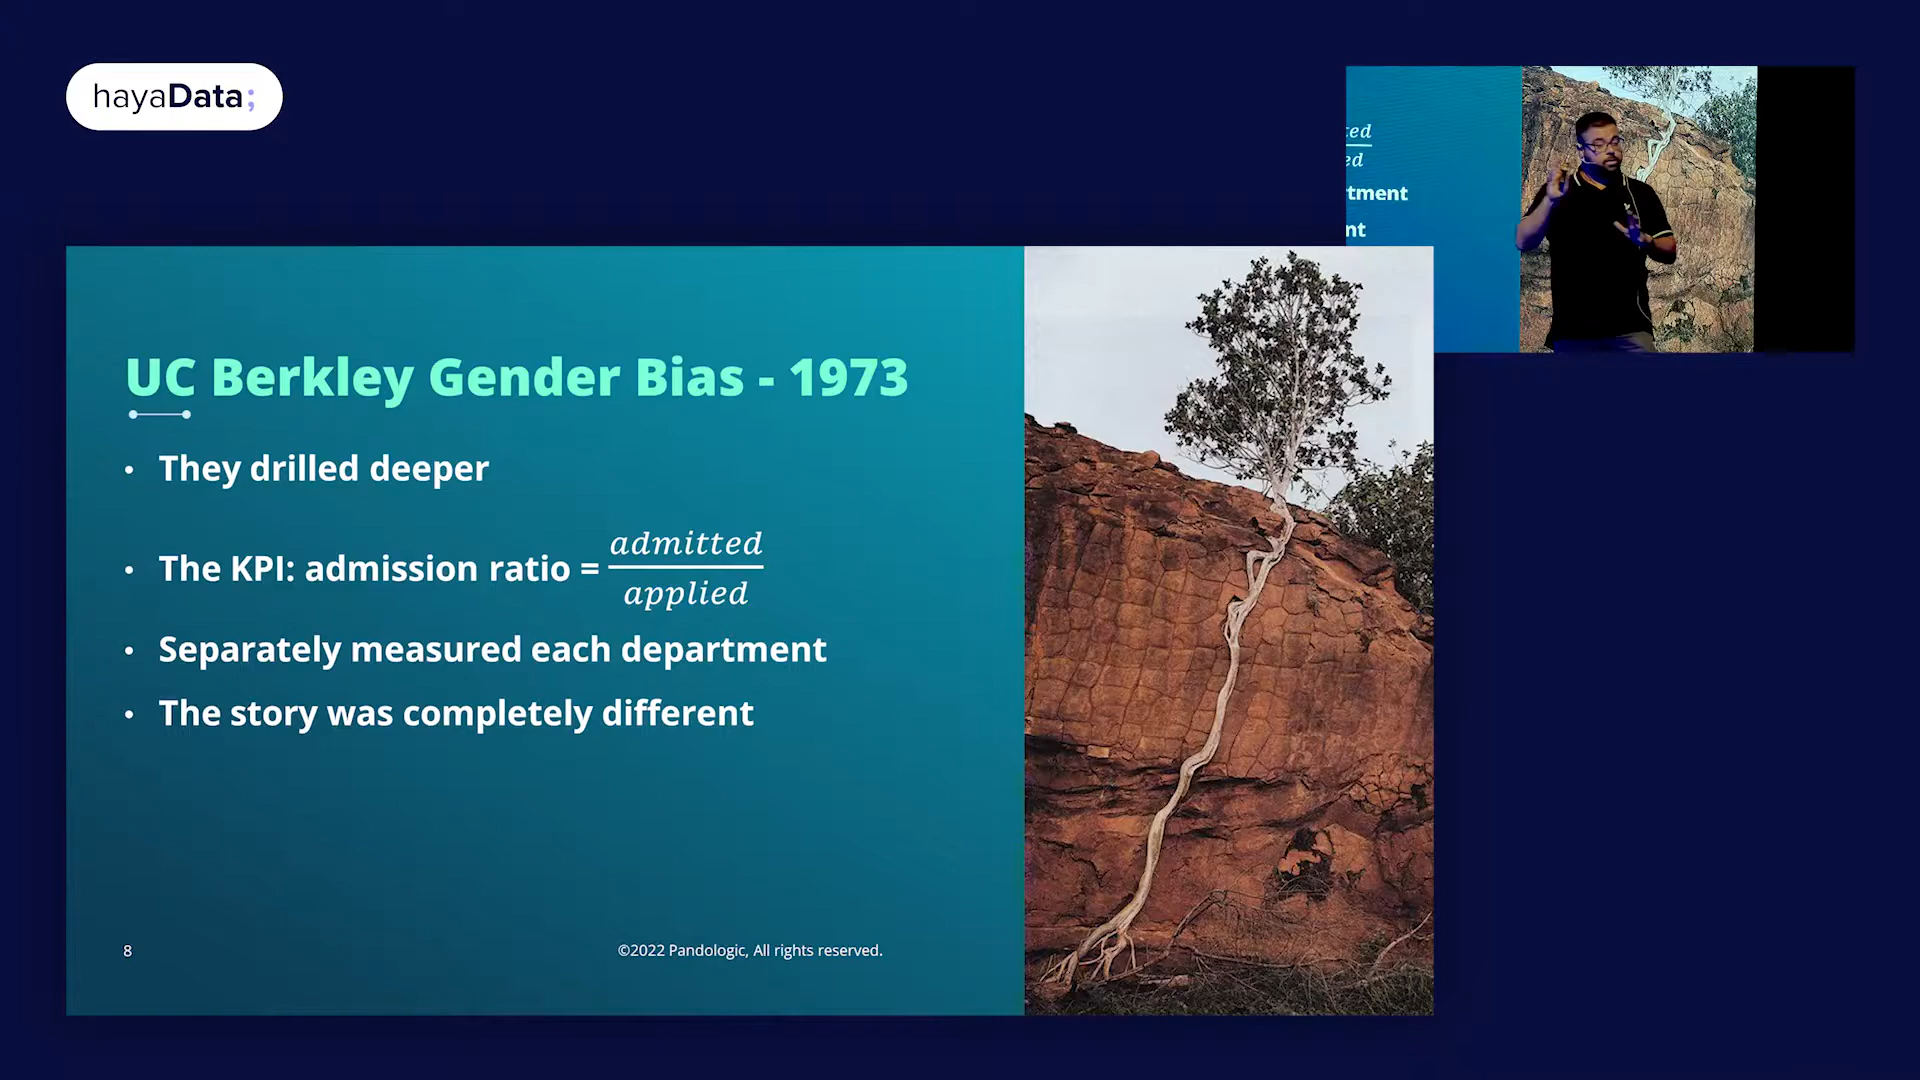 hayaData;
ted
ed
rtment
nt
UC Berkley Gender Bias - 1973
• They drilled deeper
• The KPI: admission ratio = admitted / applied
• Separately measured each department
• The story was completely different
8
©2022 Pandologic, All rights reserved.